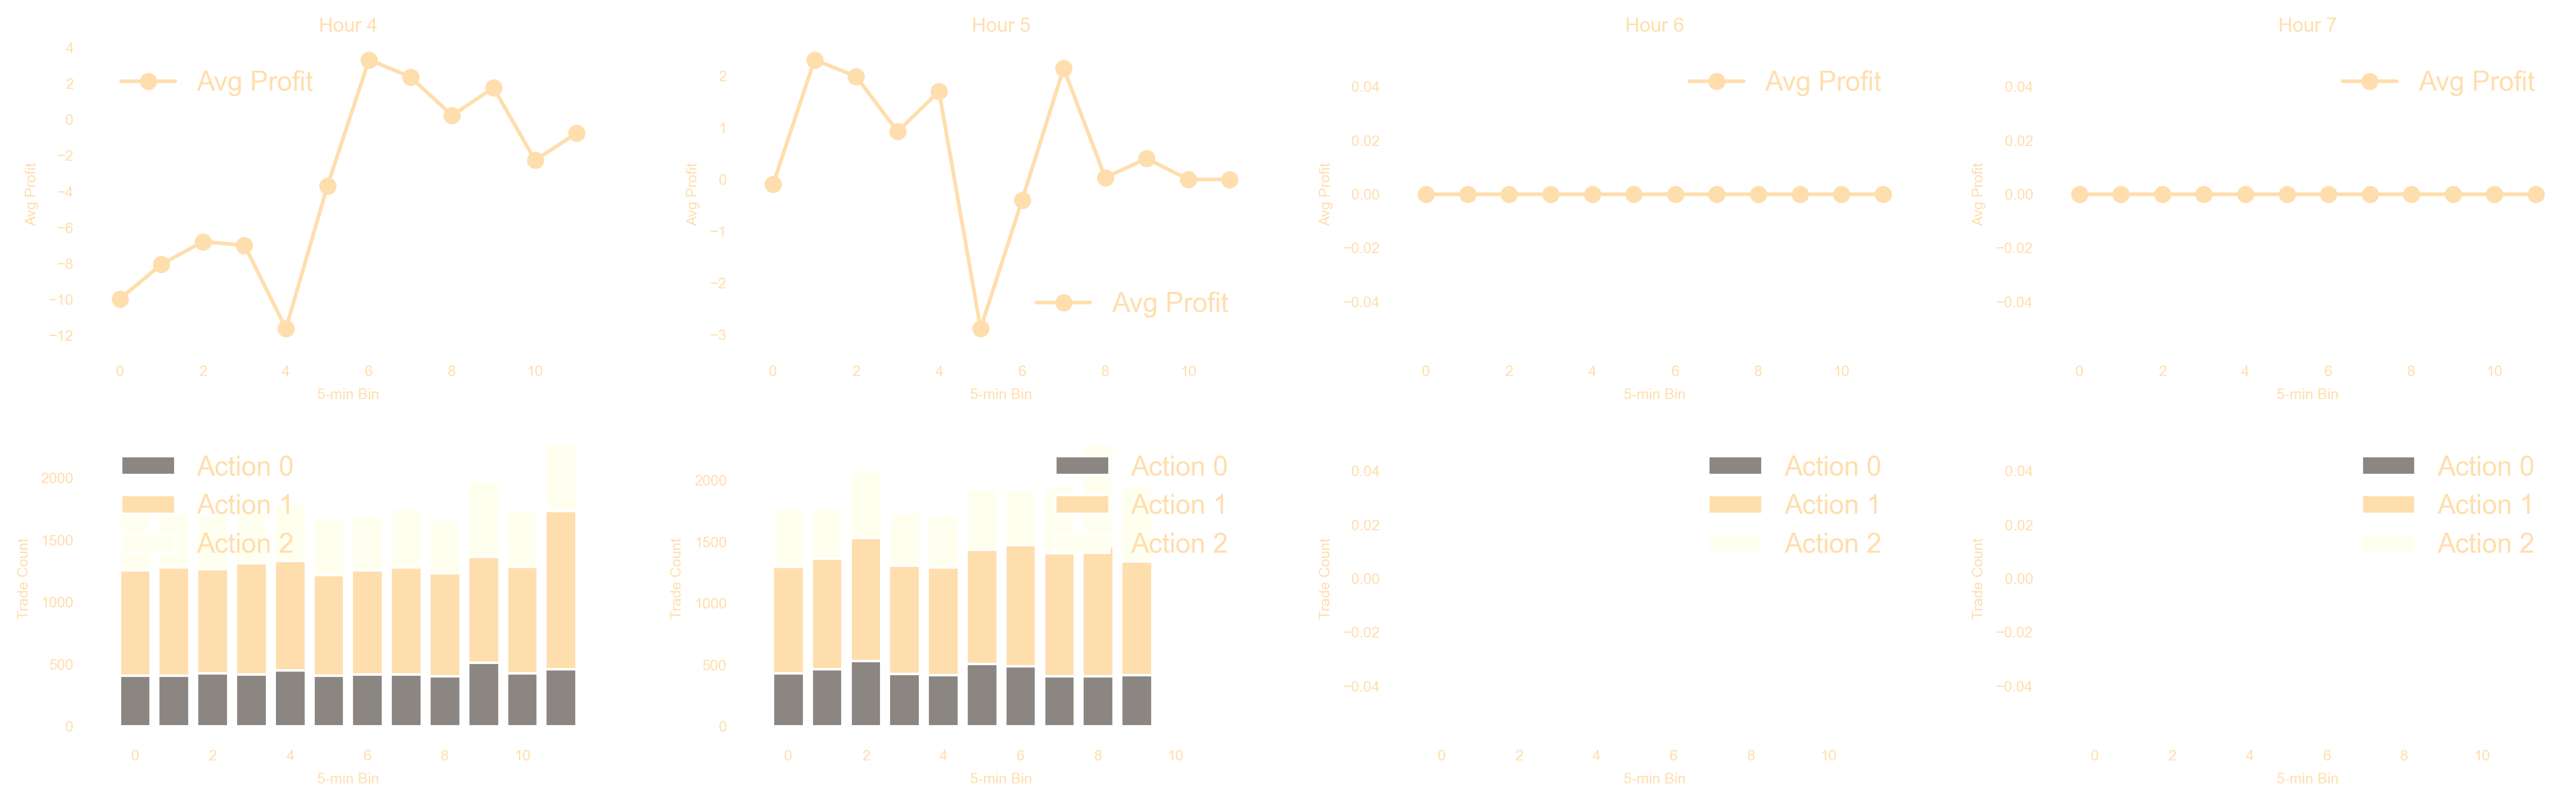 Hour 4
4
2
0
−2
−4
−6
−8
−10
−12
Avg Profit
Avg Profit
0 2 4 6 8 10
5-min Bin
Hour 5
2
1
0
−1
−2
−3
Avg Profit
Avg Profit
0 2 4 6 8 10
5-min Bin
Hour 6
0.04
0.02
0.00
−0.02
−0.04
Avg Profit
Avg Profit
0 2 4 6 8 10
5-min Bin
Hour 7
0.04
0.02
0.00
−0.02
−0.04
Avg Profit
Avg Profit
0 2 4 6 8 10
5-min Bin
2000
1500
1000
500
0
Trade Count
Action 0
Action 1
Action 2
0 2 4 6 8 10
5-min Bin
2000
1500
1000
500
0
Trade Count
Action 0
Action 1
Action 2
0 2 4 6 8 10
5-min Bin
0.04
0.02
0.00
−0.02
−0.04
Trade Count
Action 0
Action 1
Action 2
0 2 4 6 8 10
5-min Bin
0.04
0.02
0.00
−0.02
−0.04
Trade Count
Action 0
Action 1
Action 2
0 2 4 6 8 10
5-min Bin